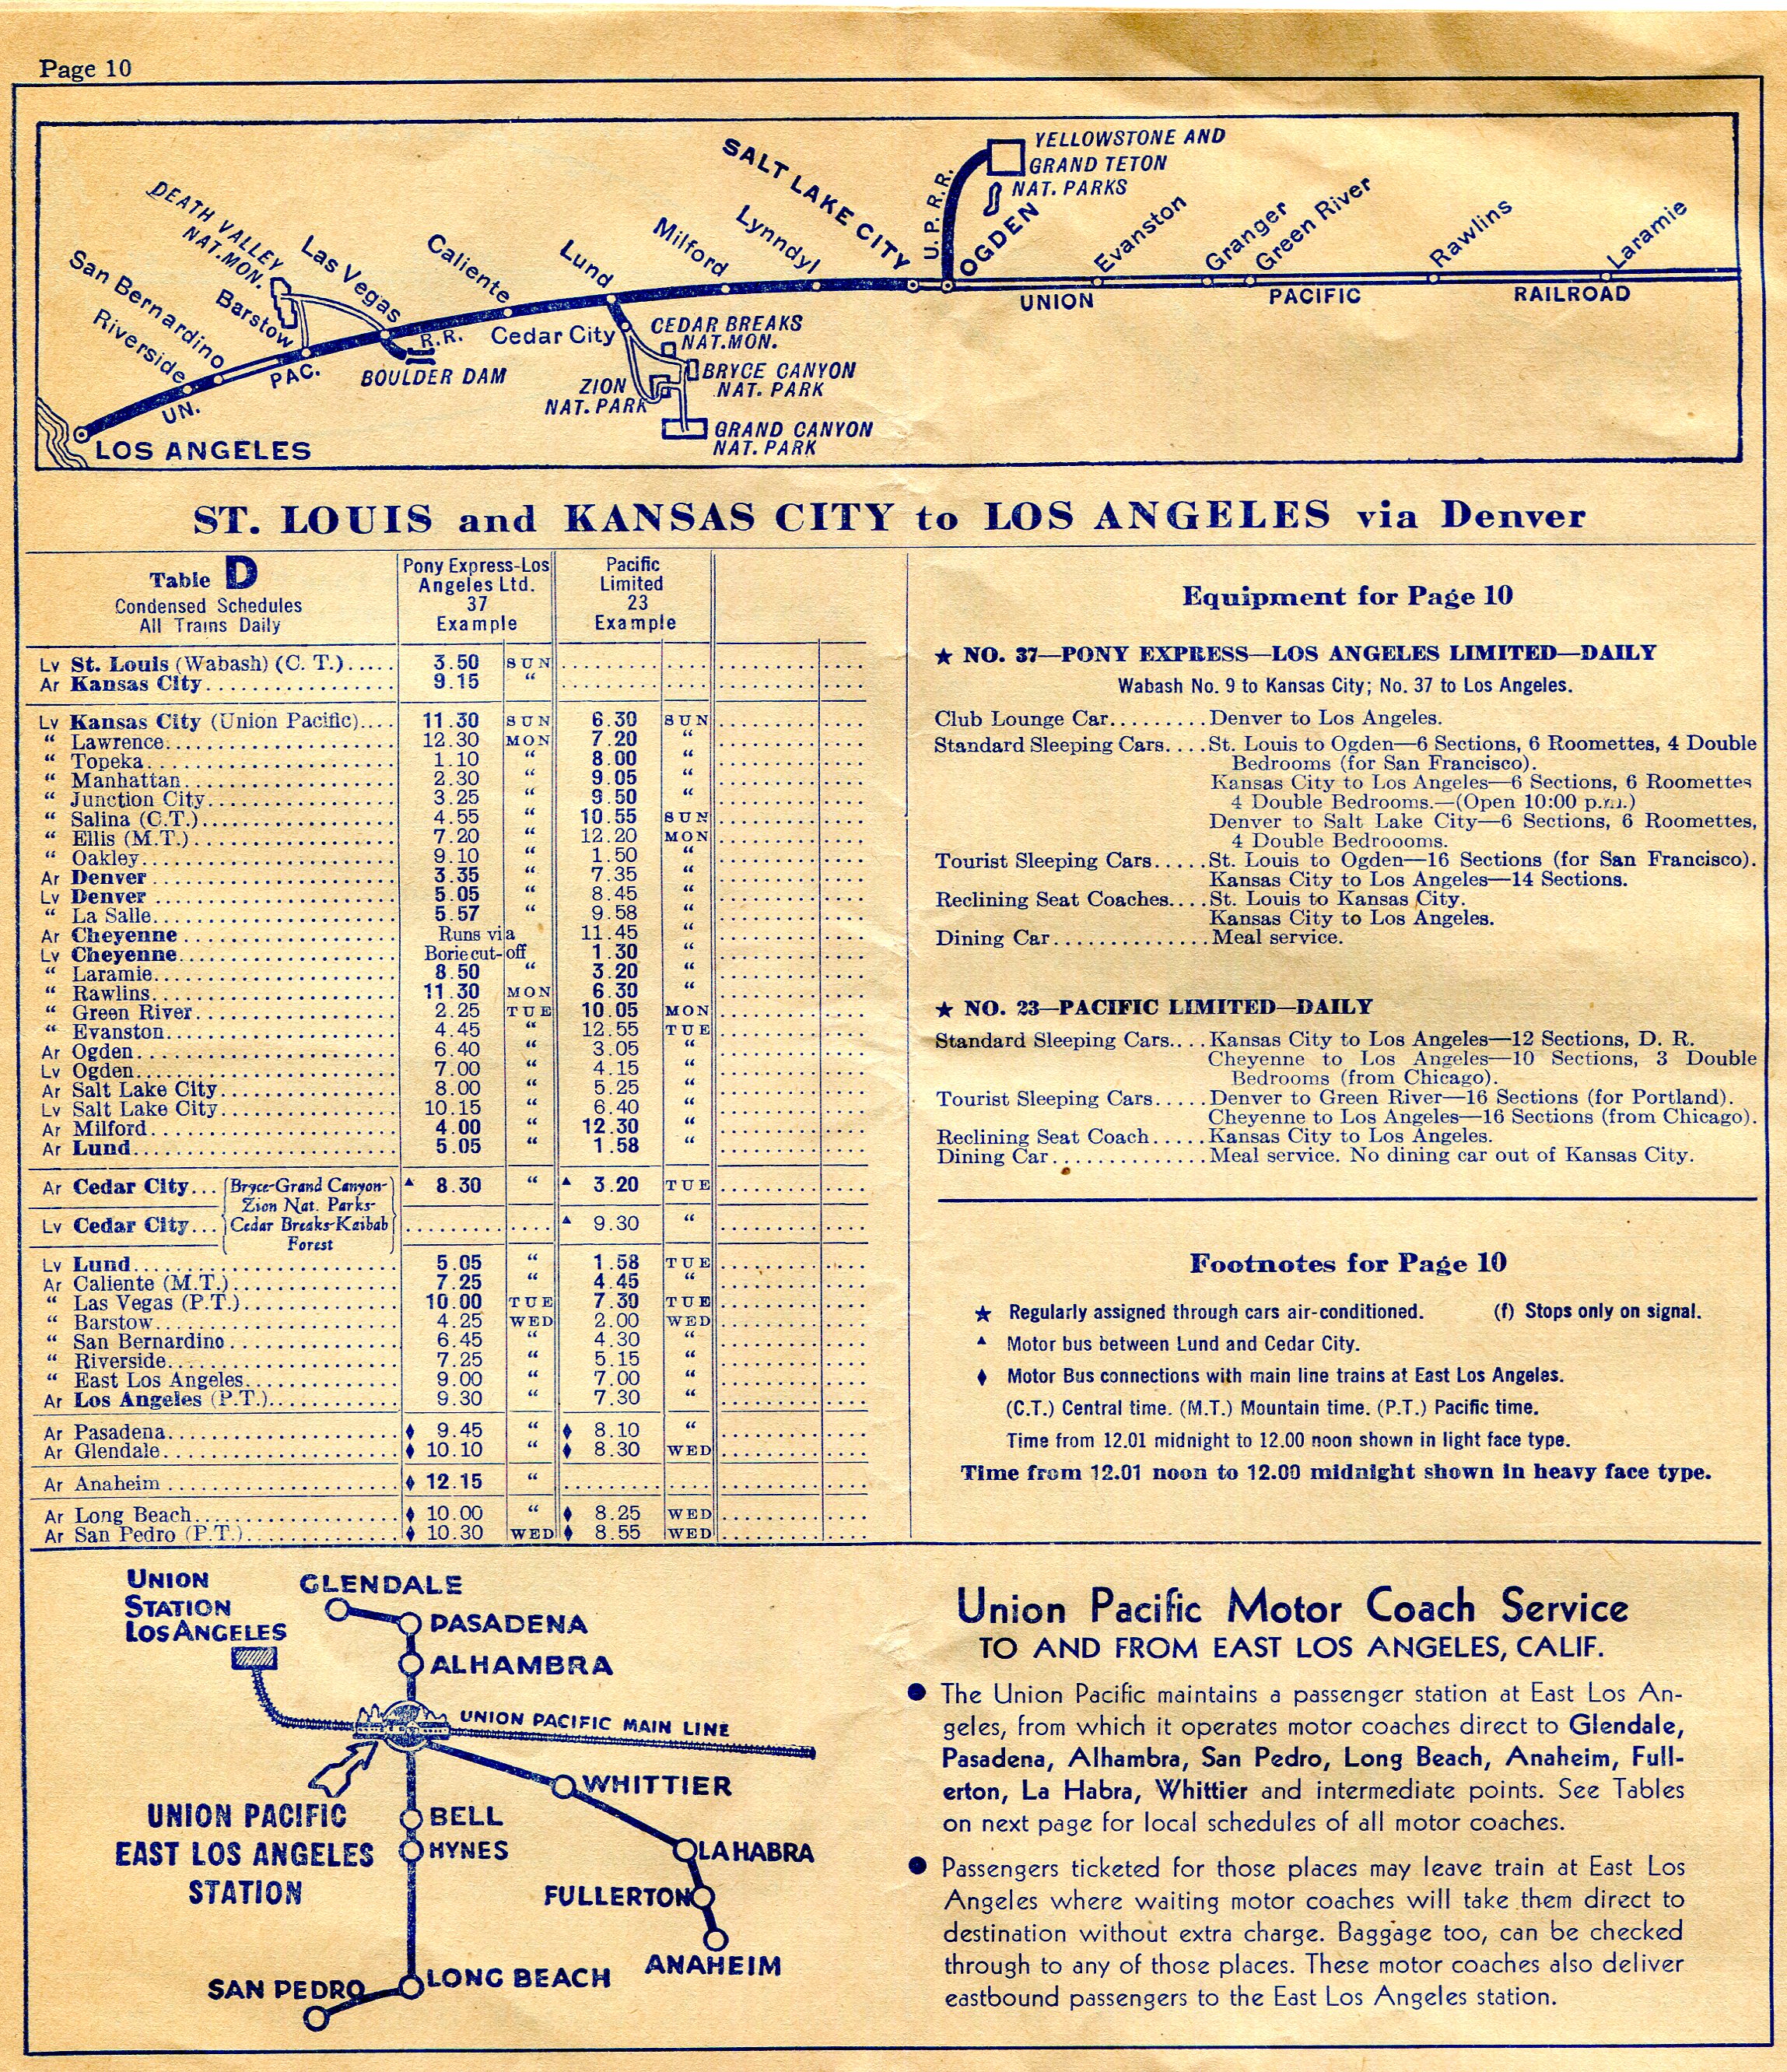 Page 10
YELLOWSTONE AND
GRAND TETON
NAT. PARKS
SALT LAKE CITY
U. P. R. R.
OGDEN
Evanston
Granger
Green River
Rawlins
Laramie
DEATH VALLEY
NAT. MON.
Las Vegas
Caliente
Lund
Milford
Lynndyl
San Bernardino
Barstow
Riverside
UNION PACIFIC RAILROAD
UN. PAC. R.R.
Cedar City
CEDAR BREAKS
NAT. MON.
BOULDER DAM
ZION
NAT. PARK
BRYCE CANYON
NAT. PARK
GRAND CANYON
NAT. PARK
LOS ANGELES
ST. LOUIS and KANSAS CITY to LOS ANGELES via Denver
Table D
Condensed Schedules
All Trains Daily
Pony Express-Los
Angeles Ltd.
37
Example
Pacific
Limited
23
Example
Lv St. Louis (Wabash) (C. T.)..... 3.50 SUN
Ar Kansas City.................. 9.15 “
Lv Kansas City (Union Pacific).... 11.30 SUN 6.30 SUN
“ Lawrence...................... 12.30 MON 7.20 “
“ Topeka........................ 1.10 “ 8.00 “
“ Manhattan..................... 2.30 “ 9.05 “
“ Junction City.................. 3.25 “ 9.50 “
“ Salina (C.T.).................. 4.55 “ 10.55 SUN
“ Ellis (M.T.)................... 7.20 “ 12.20 MON
“ Oakley........................ 9.10 “ 1.50 “
Ar Denver ....................... 3.35 “ 7.35 “
Lv Denver ....................... 5.05 “ 8.45 “
“ La Salle....................... 5.57 “ 9.58 “
Ar Cheyenne .................... Runs via 11.45 “
Lv Cheyenne.................... Borie cut-off 1.30 “
“ Laramie....................... 8.50 “ 3.20 “
“ Rawlins....................... 11.30 MON 6.30 “
“ Green River................... 2.25 TUE 10.05 MON
“ Evanston...................... 4.45 “ 12.55 TUE
Ar Ogden........................ 6.40 “ 3.05 “
Lv Ogden........................ 7.00 “ 4.15 “
Ar Salt Lake City................ 8.00 “ 5.25 “
Lv Salt Lake City................ 10.15 “ 6.40 “
Ar Milford....................... 4.00 “ 12.30 “
Ar Lund......................... 5.05 “ 1.58 “
Ar Cedar City... (Bryce-Grand Canyon- ▲ 8.30 “ ▲ 3.20 TUE
Zion Nat. Parks-
Lv Cedar City... Cedar Breaks-Kaibab ▲ 9.30 “
Forest
Lv Lund......................... 5.05 “ 1.58 TUE
Ar Caliente (M.T.)............... 7.25 “ 4.45 “
“ Las Vegas (P.T.)............... 10.00 TUE 7.30 TUE
“ Barstow....................... 4.25 WED 2.00 WED
“ San Bernardino................ 6.45 “ 4.30 “
“ Riverside...................... 7.25 “ 5.15 “
“ East Los Angeles............... 9.00 “ 7.00 “
Ar Los Angeles (P.T.)............. 9.30 “ 7.30 “
Ar Pasadena..................... ♦ 9.45 “ ♦ 8.10 “
Ar Glendale...................... ♦ 10.10 “ ♦ 8.30 WED
Ar Anaheim ..................... ♦ 12.15 “
Ar Long Beach................... ♦ 10.00 “ ♦ 8.25 WED
Ar San Pedro (P.T.).............. ♦ 10.30 WED ♦ 8.55 WED
Equipment for Page 10
★ NO. 37—PONY EXPRESS—LOS ANGELES LIMITED—DAILY
Wabash No. 9 to Kansas City; No. 37 to Los Angeles.
Club Lounge Car.........Denver to Los Angeles.
Standard Sleeping Cars....St. Louis to Ogden—6 Sections, 6 Roomettes, 4 Double
Bedrooms (for San Francisco).
Kansas City to Los Angeles—6 Sections, 6 Roomettes
4 Double Bedrooms.—(Open 10:00 p.m.)
Denver to Salt Lake City—6 Sections, 6 Roomettes,
4 Double Bedroooms.
Tourist Sleeping Cars.....St. Louis to Ogden—16 Sections (for San Francisco).
Kansas City to Los Angeles—14 Sections.
Reclining Seat Coaches....St. Louis to Kansas City.
Kansas City to Los Angeles.
Dining Car..............Meal service.
★ NO. 23—PACIFIC LIMITED—DAILY
Standard Sleeping Cars....Kansas City to Los Angeles—12 Sections, D. R.
Cheyenne to Los Angeles—10 Sections, 3 Double
Bedrooms (from Chicago).
Tourist Sleeping Cars.....Denver to Green River—16 Sections (for Portland).
Cheyenne to Los Angeles—16 Sections (from Chicago).
Reclining Seat Coach.....Kansas City to Los Angeles.
Dining Car..............Meal service. No dining car out of Kansas City.
Footnotes for Page 10
★ Regularly assigned through cars air-conditioned. (f) Stops only on signal.
▲ Motor bus between Lund and Cedar City.
♦ Motor Bus connections with main line trains at East Los Angeles.
(C.T.) Central time. (M.T.) Mountain time. (P.T.) Pacific time.
Time from 12.01 midnight to 12.00 noon shown in light face type.
Time from 12.01 noon to 12.00 midnight shown in heavy face type.
UNION
STATION
LOS ANGELES
GLENDALE
PASADENA
ALHAMBRA
UNION PACIFIC MAIN LINE
WHITTIER
UNION PACIFIC
EAST LOS ANGELES
STATION
BELL
HYNES
LA HABRA
FULLERTON
ANAHEIM
LONG BEACH
SAN PEDRO
Union Pacific Motor Coach Service
TO AND FROM EAST LOS ANGELES, CALIF.
● The Union Pacific maintains a passenger station at East Los An-
geles, from which it operates motor coaches direct to Glendale,
Pasadena, Alhambra, San Pedro, Long Beach, Anaheim, Full-
erton, La Habra, Whittier and intermediate points. See Tables
on next page for local schedules of all motor coaches.
● Passengers ticketed for those places may leave train at East Los
Angeles where waiting motor coaches will take them direct to
destination without extra charge. Baggage too, can be checked
through to any of those places. These motor coaches also deliver
eastbound passengers to the East Los Angeles station.